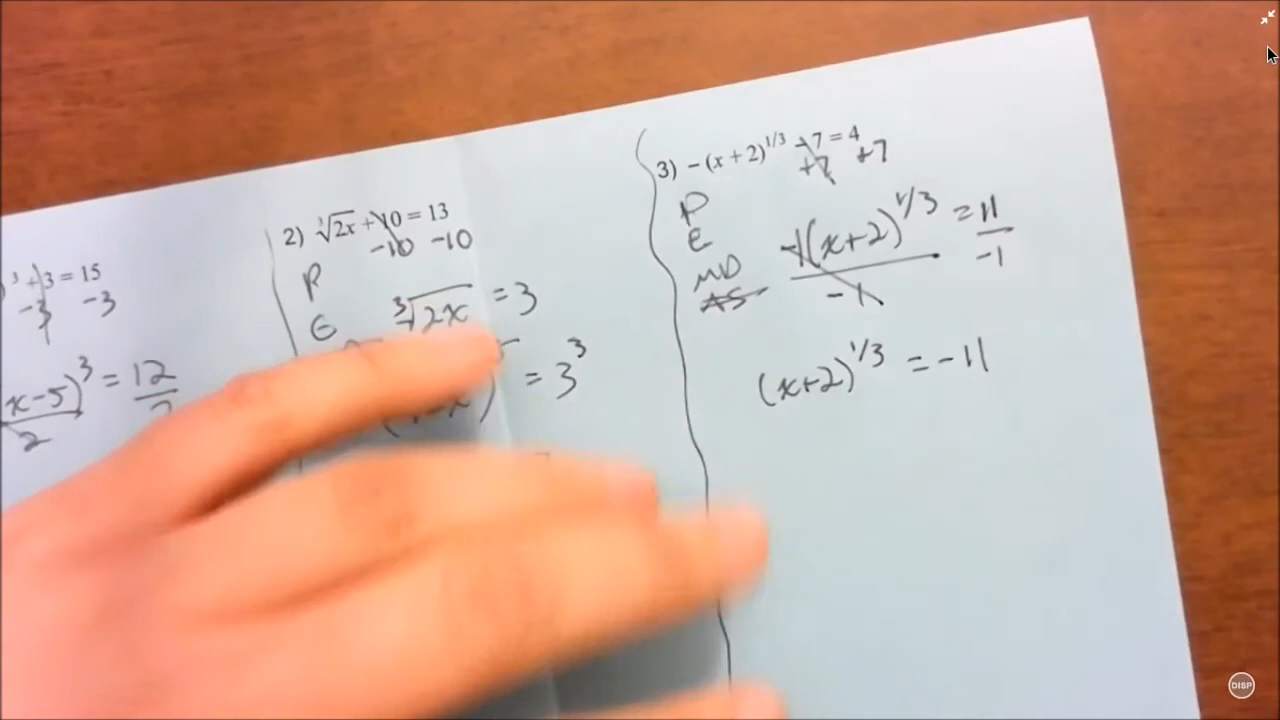 ³ + 3 = 15
-3 -3
x-5)³ = 12
2
2) ³√2x + 10 = 13
-10 -10
P
E
³√2x = 3
= 3³
3) -(x + 2)^1/3 - 7 = 4
+7 +7
P
E
MD
AS
-1(x+2)^1/3 = 11
-1 -1
(x+2)^1/3 = -11
DISP